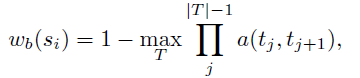 w_b(s_i) = 1 − max_T ∏_j^{|T|−1} a(t_j, t_{j+1}),